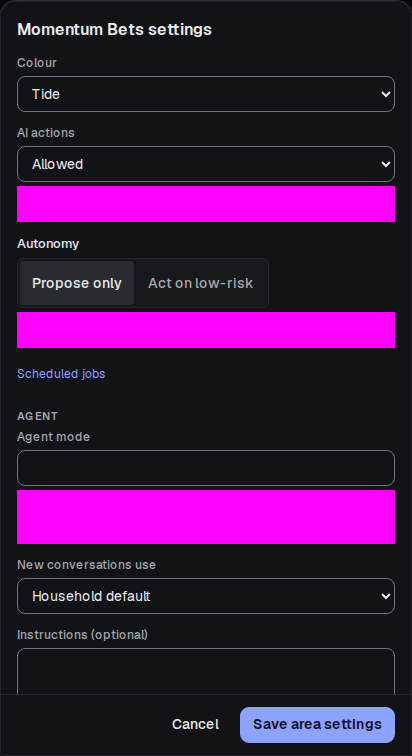 Momentum Bets settings
Colour
Tide
AI actions
Allowed
Autonomy
Propose only
Act on low-risk
Scheduled jobs
AGENT
Agent mode
New conversations use
Household default
Instructions (optional)
Cancel
Save area settings